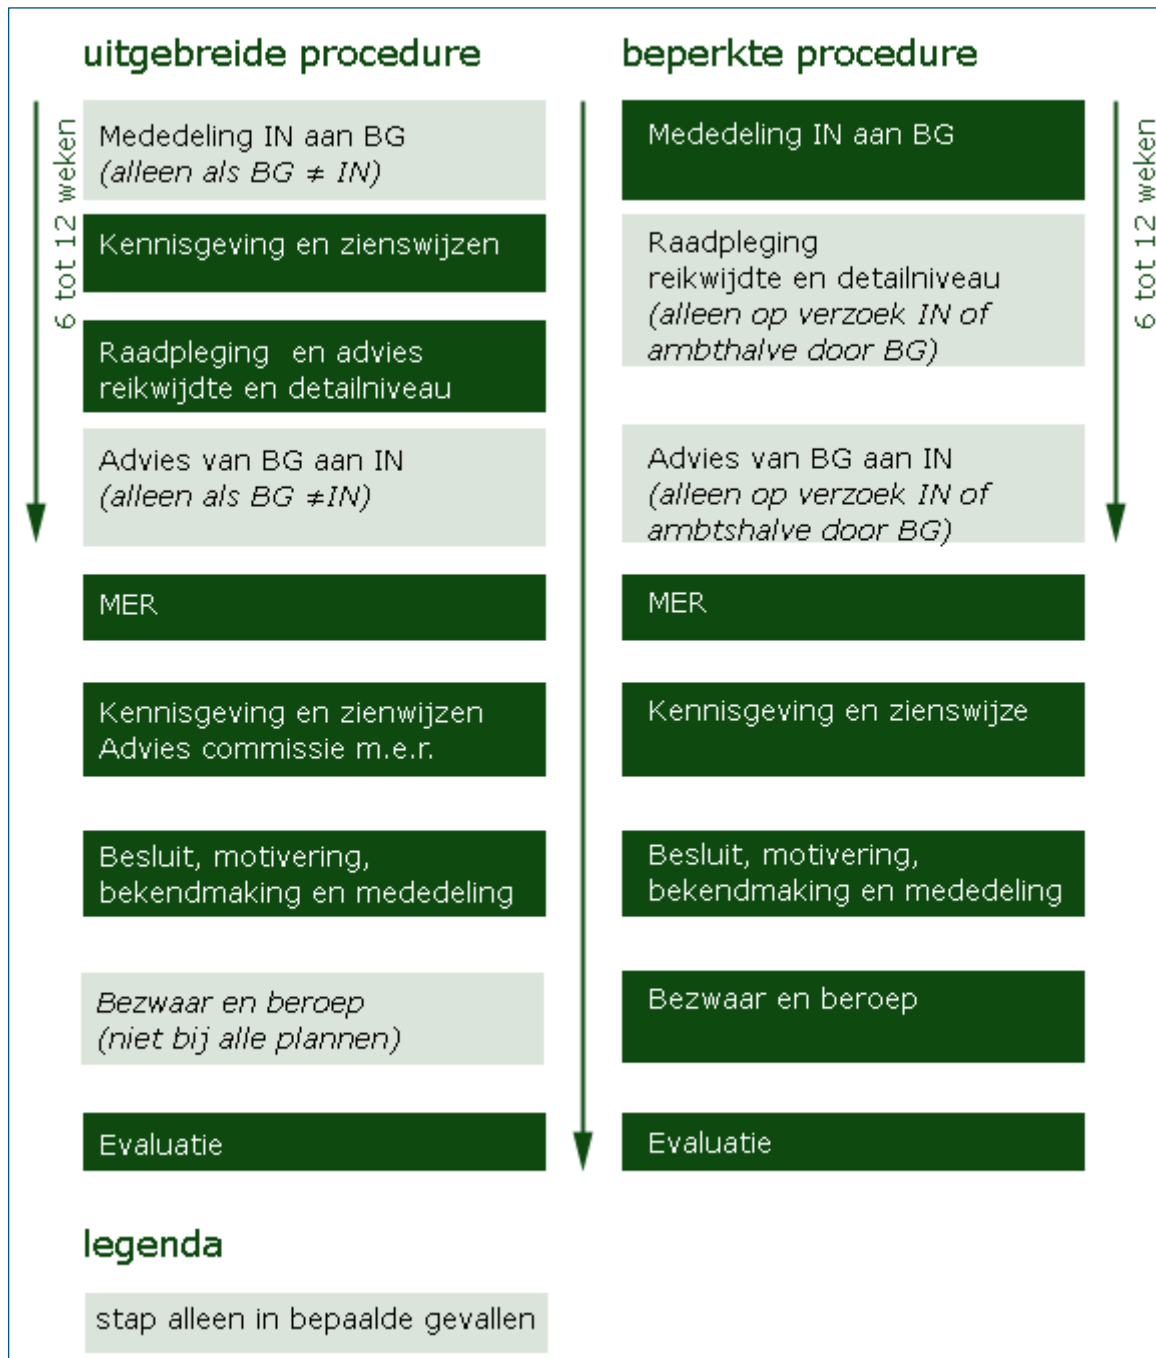 uitgebreide procedure
6 tot 12 weken
Mededeling IN aan BG
(alleen als BG ≠ IN)
Kennisgeving en zienswijzen
Raadpleging en advies
reikwijdte en detailniveau
Advies van BG aan IN
(alleen als BG ≠IN)
MER
Kennisgeving en zienwijzen
Advies commissie m.e.r.
Besluit, motivering,
bekendmaking en mededeling
Bezwaar en beroep
(niet bij alle plannen)
Evaluatie
beperkte procedure
Mededeling IN aan BG
Raadpleging
reikwijdte en detailniveau
(alleen op verzoek IN of
ambthalve door BG)
Advies van BG aan IN
(alleen op verzoek IN of
ambtshalve door BG)
MER
Kennisgeving en zienswijze
Besluit, motivering,
bekendmaking en mededeling
Bezwaar en beroep
Evaluatie
6 tot 12 weken
legenda
stap alleen in bepaalde gevallen